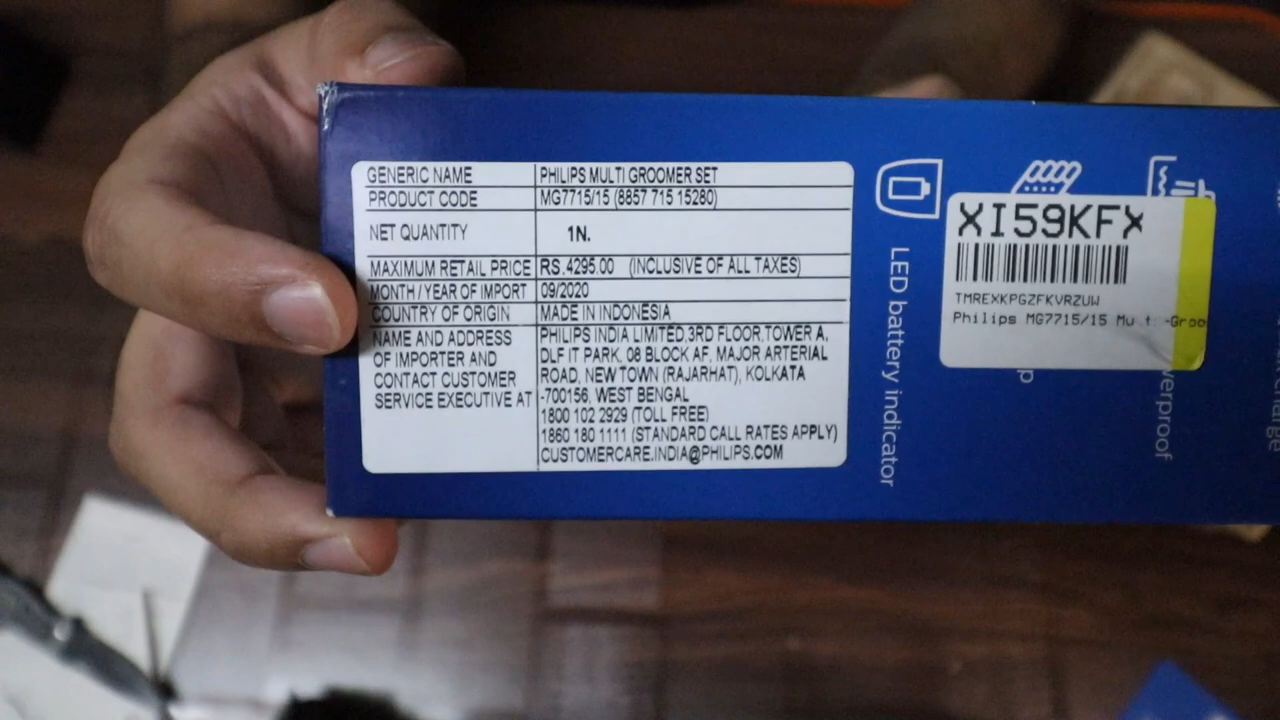 GENERIC NAME PHILIPS MULTI GROOMER SET
PRODUCT CODE MG7715/15 (8857 715 15280)
NET QUANTITY 1N.
MAXIMUM RETAIL PRICE RS.4295.00 (INCLUSIVE OF ALL TAXES)
MONTH / YEAR OF IMPORT 09/2020
COUNTRY OF ORIGIN MADE IN INDONESIA
NAME AND ADDRESS
OF IMPORTER AND
CONTACT CUSTOMER
SERVICE EXECUTIVE AT
PHILIPS INDIA LIMITED,3RD FLOOR,TOWER A,
DLF IT PARK, 08 BLOCK AF, MAJOR ARTERIAL
ROAD, NEW TOWN (RAJARHAT), KOLKATA
-700156, WEST BENGAL
1800 102 2929 (TOLL FREE)
1860 180 1111 (STANDARD CALL RATES APPLY)
CUSTOMERCARE.INDIA@PHILIPS.COM
LED battery indicator
XI59KFX
TMREXKPGZFKVRZUW
Philips MG7715/15